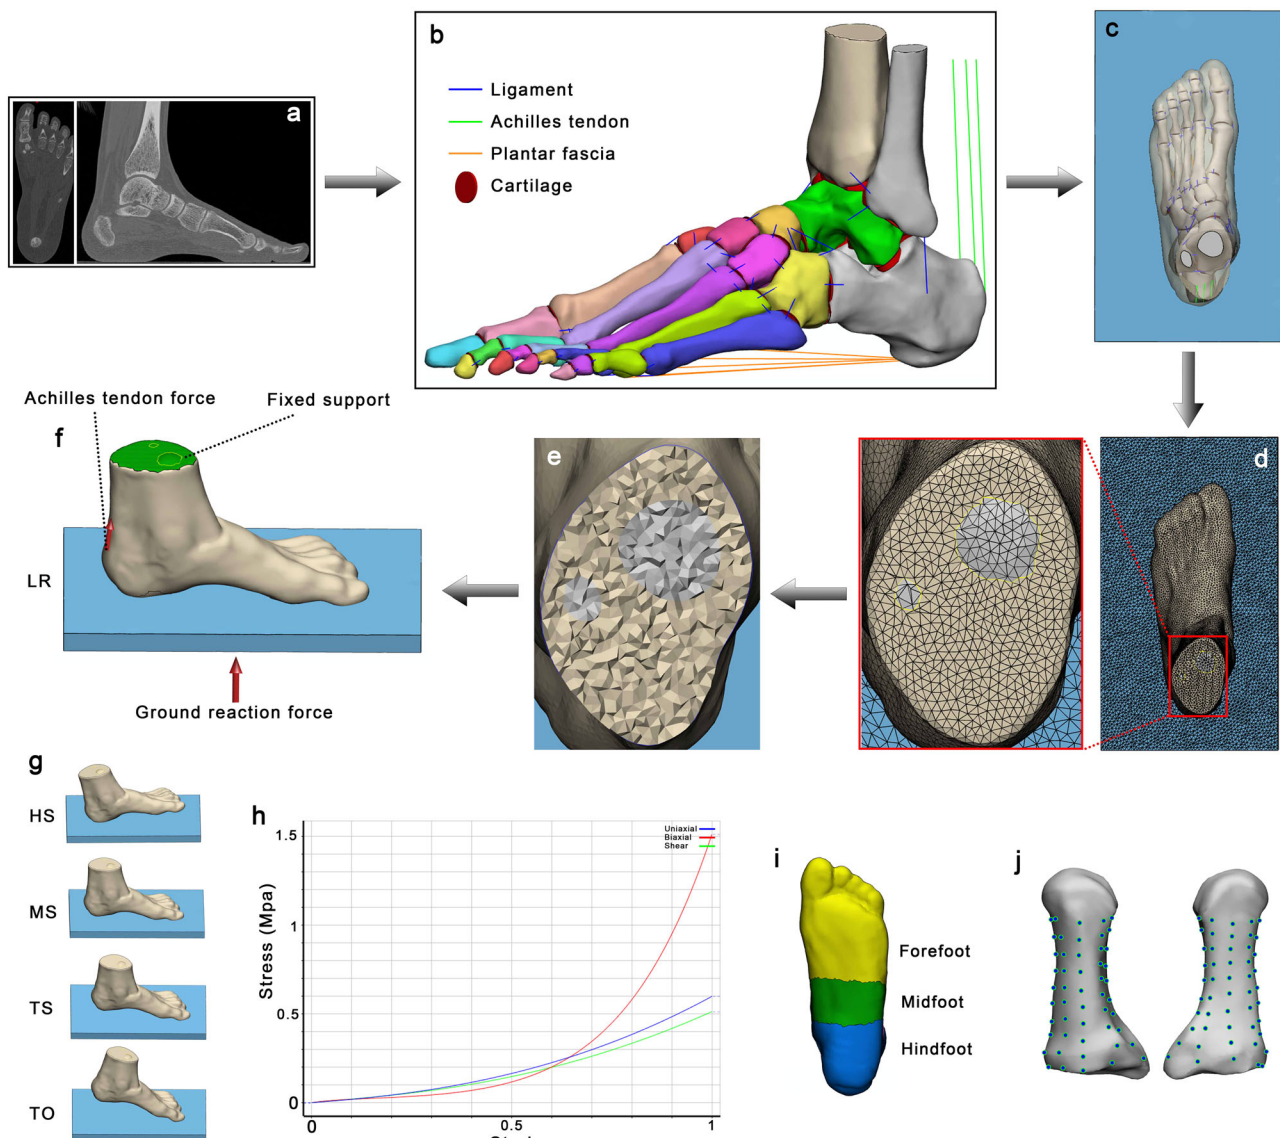 a
b
Ligament
Achilles tendon
Plantar fascia
Cartilage
c
d
e
f
Achilles tendon force
Fixed support
LR
Ground reaction force
g
HS
MS
TS
TO
h
Stress (Mpa)
1.5
1
0.5
0
0
0.5
1
Uniaxial
Biaxial
Shear
i
Forefoot
Midfoot
Hindfoot
j